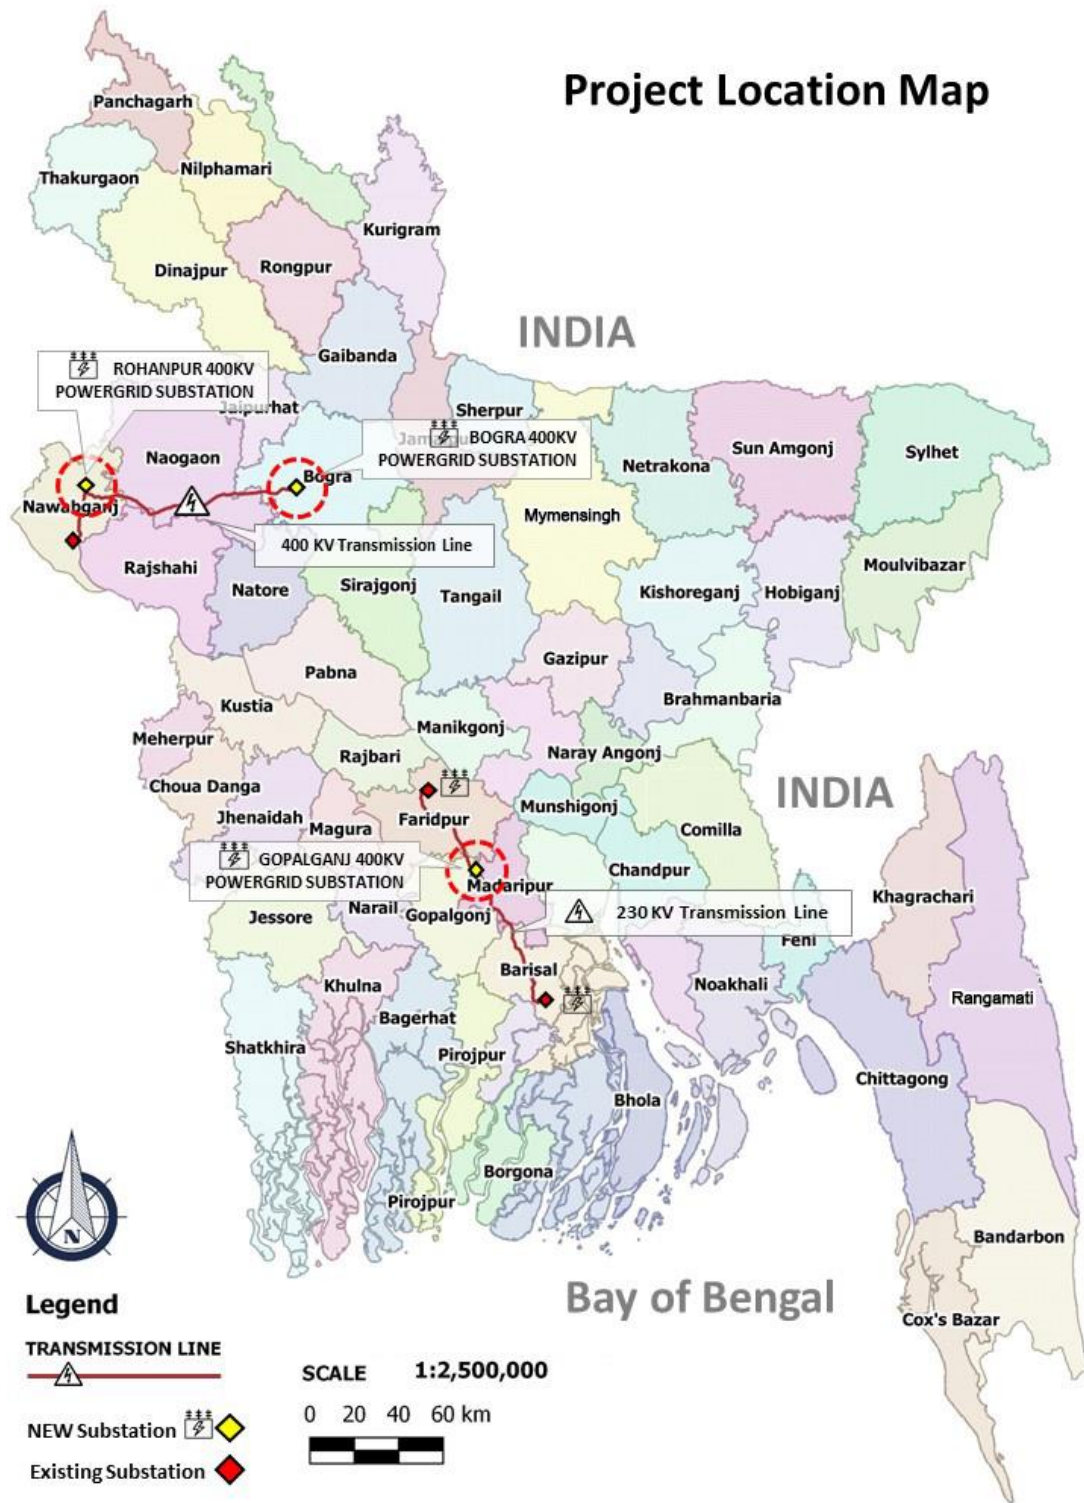 Project Location Map
Panchagarh
Nilphamari
Thakurgaon
Kurigram
Dinajpur
Rongpur
INDIA
Gaibanda
ROHANPUR 400KV
POWERGRID SUBSTATION
Jaipurhat
Sherpur
BOGRA 400KV
POWERGRID SUBSTATION
Naogaon
Sun Amgonj
Sylhet
Netrakona
Bogra
Nawabganj
Mymensingh
400 KV Transmission Line
Rajshahi
Natore
Sirajgonj
Tangail
Kishoreganj
Hobiganj
Moulvibazar
Gazipur
Pabna
Brahmanbaria
Kustia
Manikgonj
Meherpur
Rajbari
Naray Angonj
Choua Danga
INDIA
Jhenaidah
Magura
Faridpur
Munshigonj
Comilla
GOPALGANJ 400KV
POWERGRID SUBSTATION
Madaripur
Chandpur
Khagrachari
Jessore
Narail
Gopalgonj
230 KV Transmission Line
Feni
Barisal
Khulna
Noakhali
Rangamati
Bagerhat
Shatkhira
Pirojpur
Chittagong
Bhola
Borgona
Pirojpur
N
Bandarbon
Bay of Bengal
Cox's Bazar
Legend
TRANSMISSION LINE
SCALE 1:2,500,000
0 20 40 60 km
NEW Substation
Existing Substation